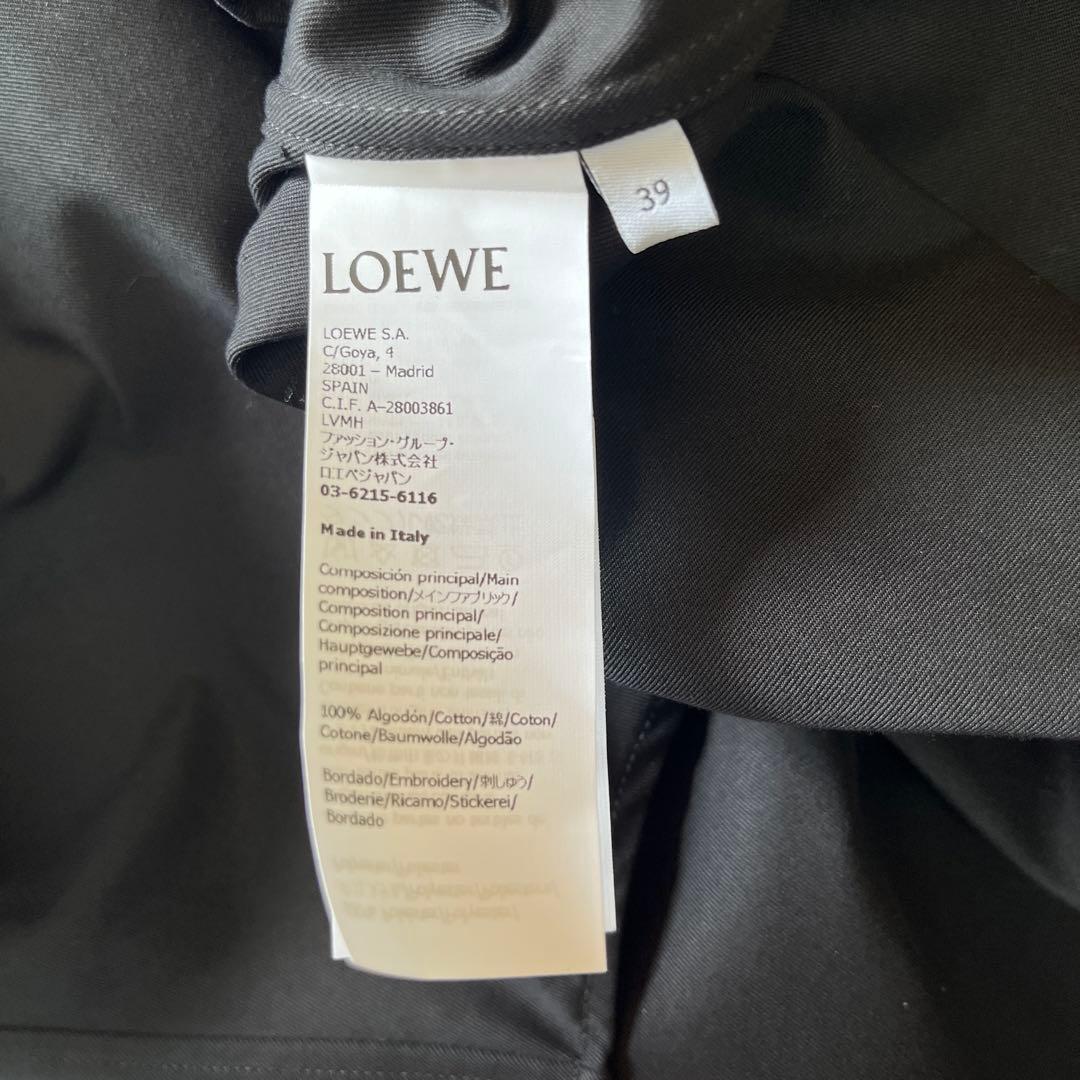 39
LOEWE
LOEWE S.A.
C/Goya, 4
28001 – Madrid
SPAIN
C.I.F. A–28003861
LVMH
ファッション・グループ・
ジャパン株式会社
ロエベジャパン
03-6215-6116
Made in Italy
Composición principal/Main
composition/メインファブリック/
Composition principal/
Composizione principale/
Hauptgewebe/Composição
principal
100% Algodón/Cotton/綿/Coton/
Cotone/Baumwolle/Algodão
Bordado/Embroidery/刺しゅう/
Broderie/Ricamo/Stickerei/
Bordado